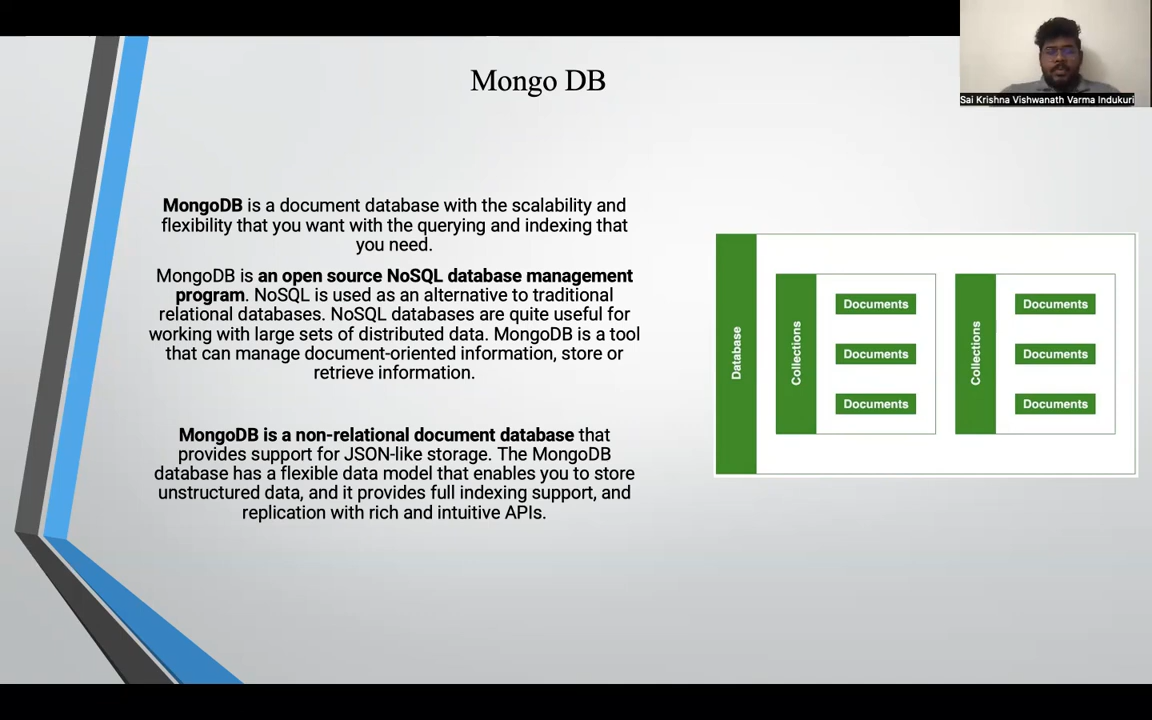 Mongo DB
Sai Krishna Vishwanath Varma Indukuri
MongoDB is a document database with the scalability and
flexibility that you want with the querying and indexing that
you need.
MongoDB is an open source NoSQL database management
program. NoSQL is used as an alternative to traditional
relational databases. NoSQL databases are quite useful for
working with large sets of distributed data. MongoDB is a tool
that can manage document-oriented information, store or
retrieve information.
MongoDB is a non-relational document database that
provides support for JSON-like storage. The MongoDB
database has a flexible data model that enables you to store
unstructured data, and it provides full indexing support, and
replication with rich and intuitive APIs.
Database
Collections
Documents
Documents
Documents
Collections
Documents
Documents
Documents